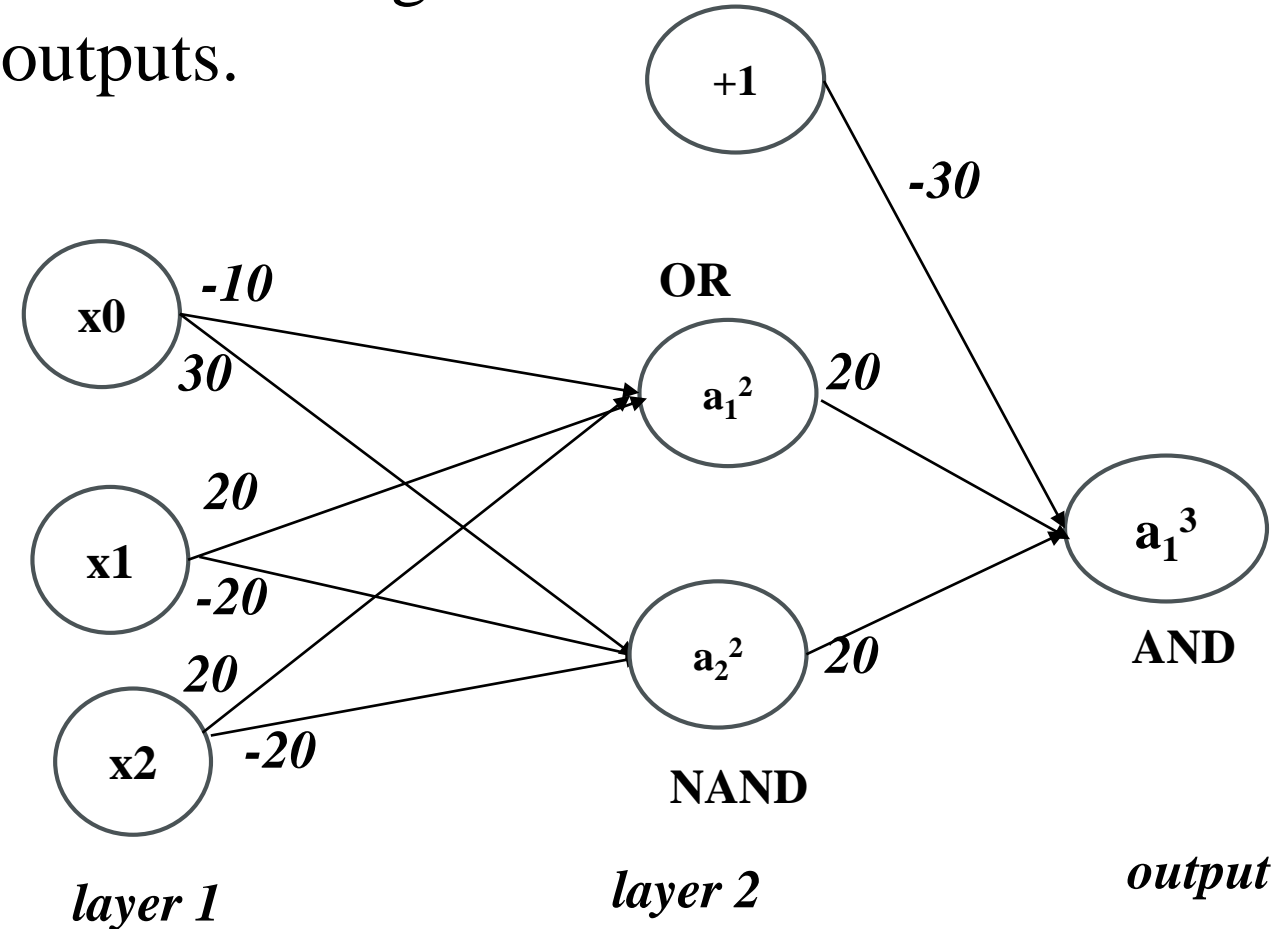 outputs.
+1
-30
x0
-10
30
OR
a₁²
20
x1
20
-20
a₁³
AND
x2
20
-20
a₂²
20
NAND
layer 1
layer 2
output